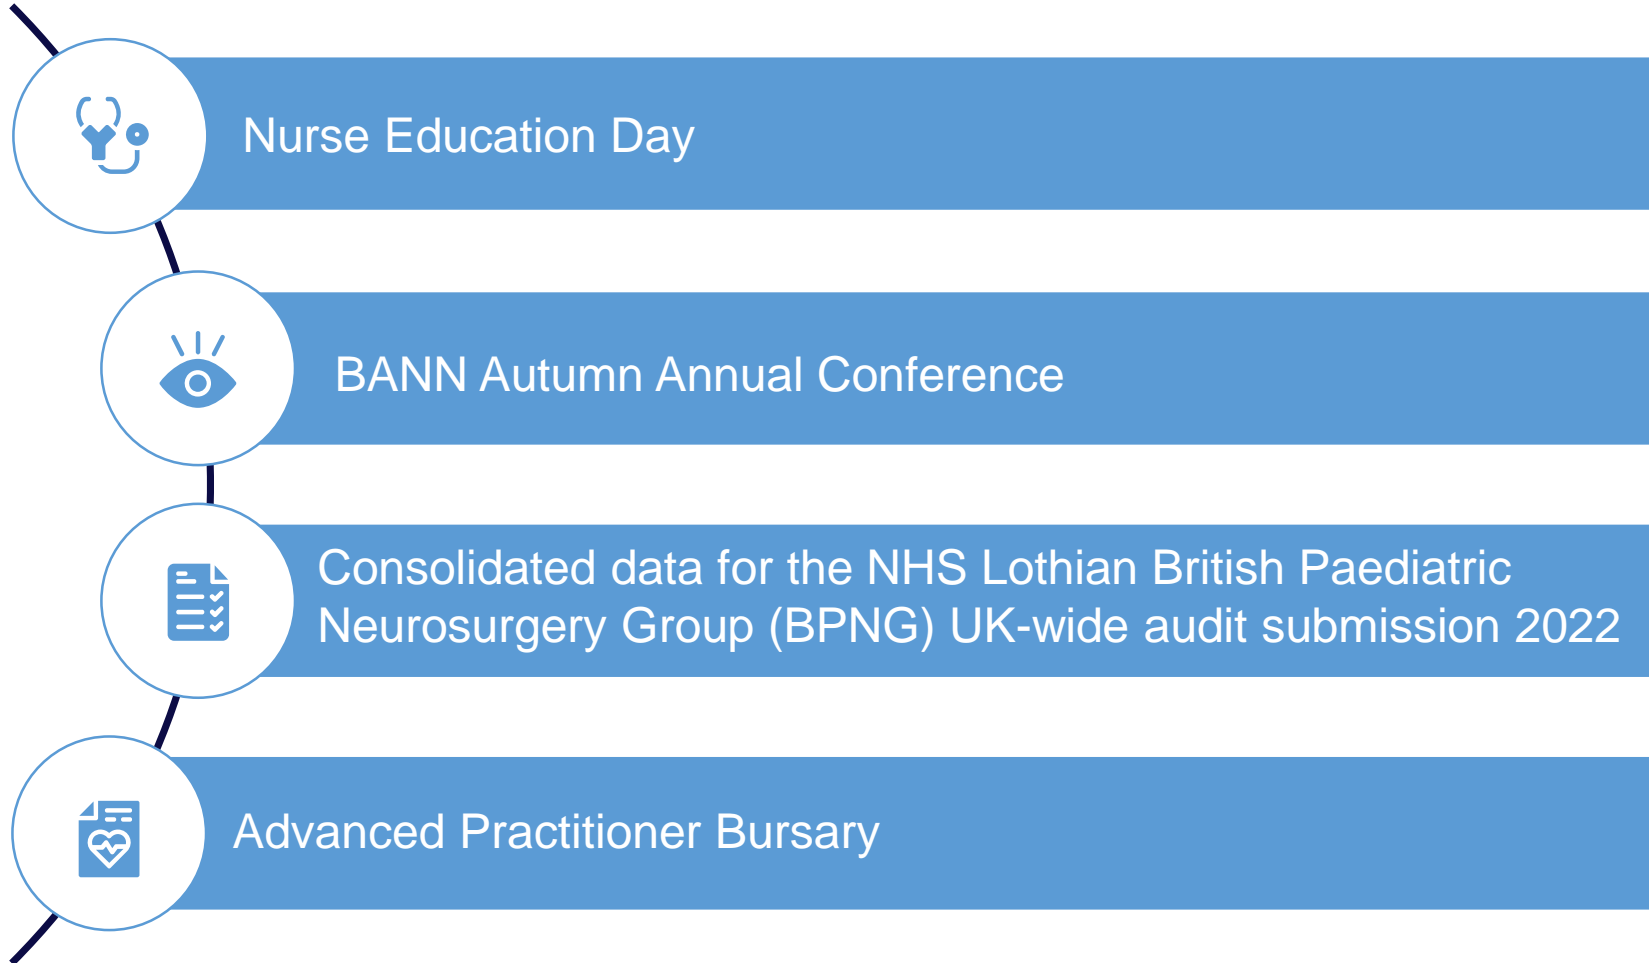 Nurse Education Day
BANN Autumn Annual Conference
Consolidated data for the NHS Lothian British Paediatric
Neurosurgery Group (BPNG) UK-wide audit submission 2022
Advanced Practitioner Bursary